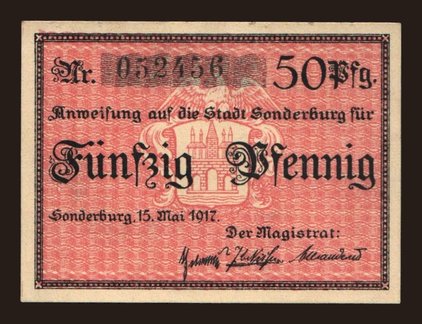 Nr. 052456 50 Pfg.
Anweisung auf die Stadt Sonderburg für
Fünfzig Pfennig
Sonderburg, 15. Mai 1917.
Der Magistrat: